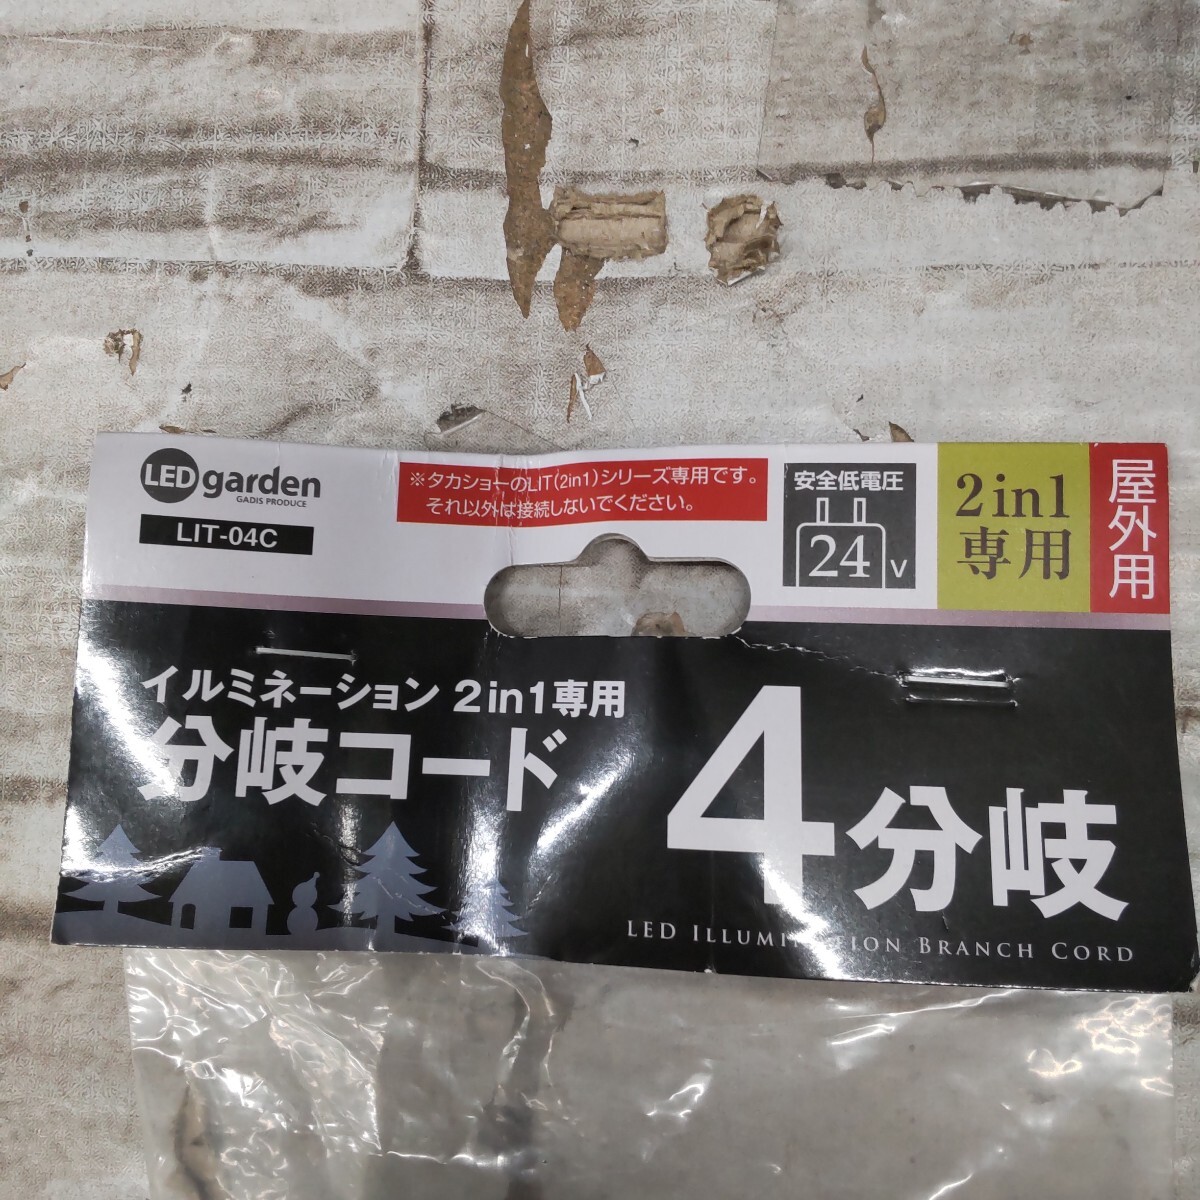 LED garden
GADIS PRODUCE
LIT-04C
※タカショーのLIT(2in1)シリーズ専用です。
それ以外は接続しないでください。
安全低電圧
24V
2in1
専用
屋外用
イルミネーション 2in1専用
分岐コード
4分岐
LED ILLUMINATION BRANCH CORD